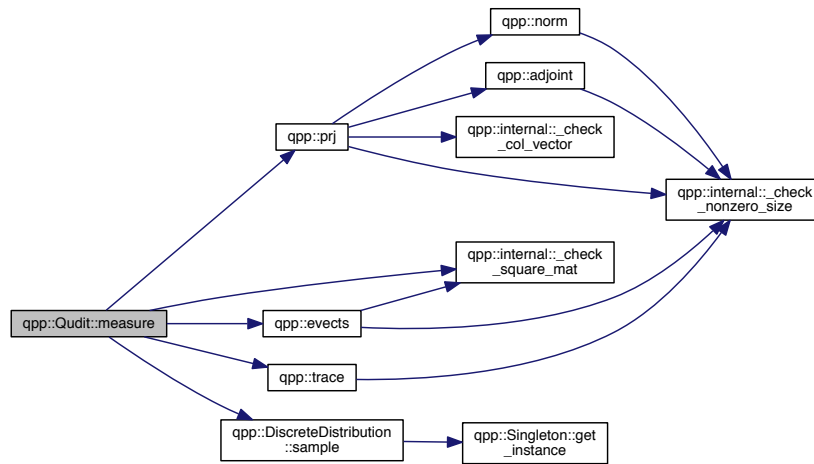 qpp::norm
qpp::adjoint
qpp::prj
qpp::internal::_check
_col_vector
qpp::internal::_check
_nonzero_size
qpp::internal::_check
_square_mat
qpp::Qudit::measure
qpp::evects
qpp::trace
qpp::DiscreteDistribution
::sample
qpp::Singleton::get
_instance